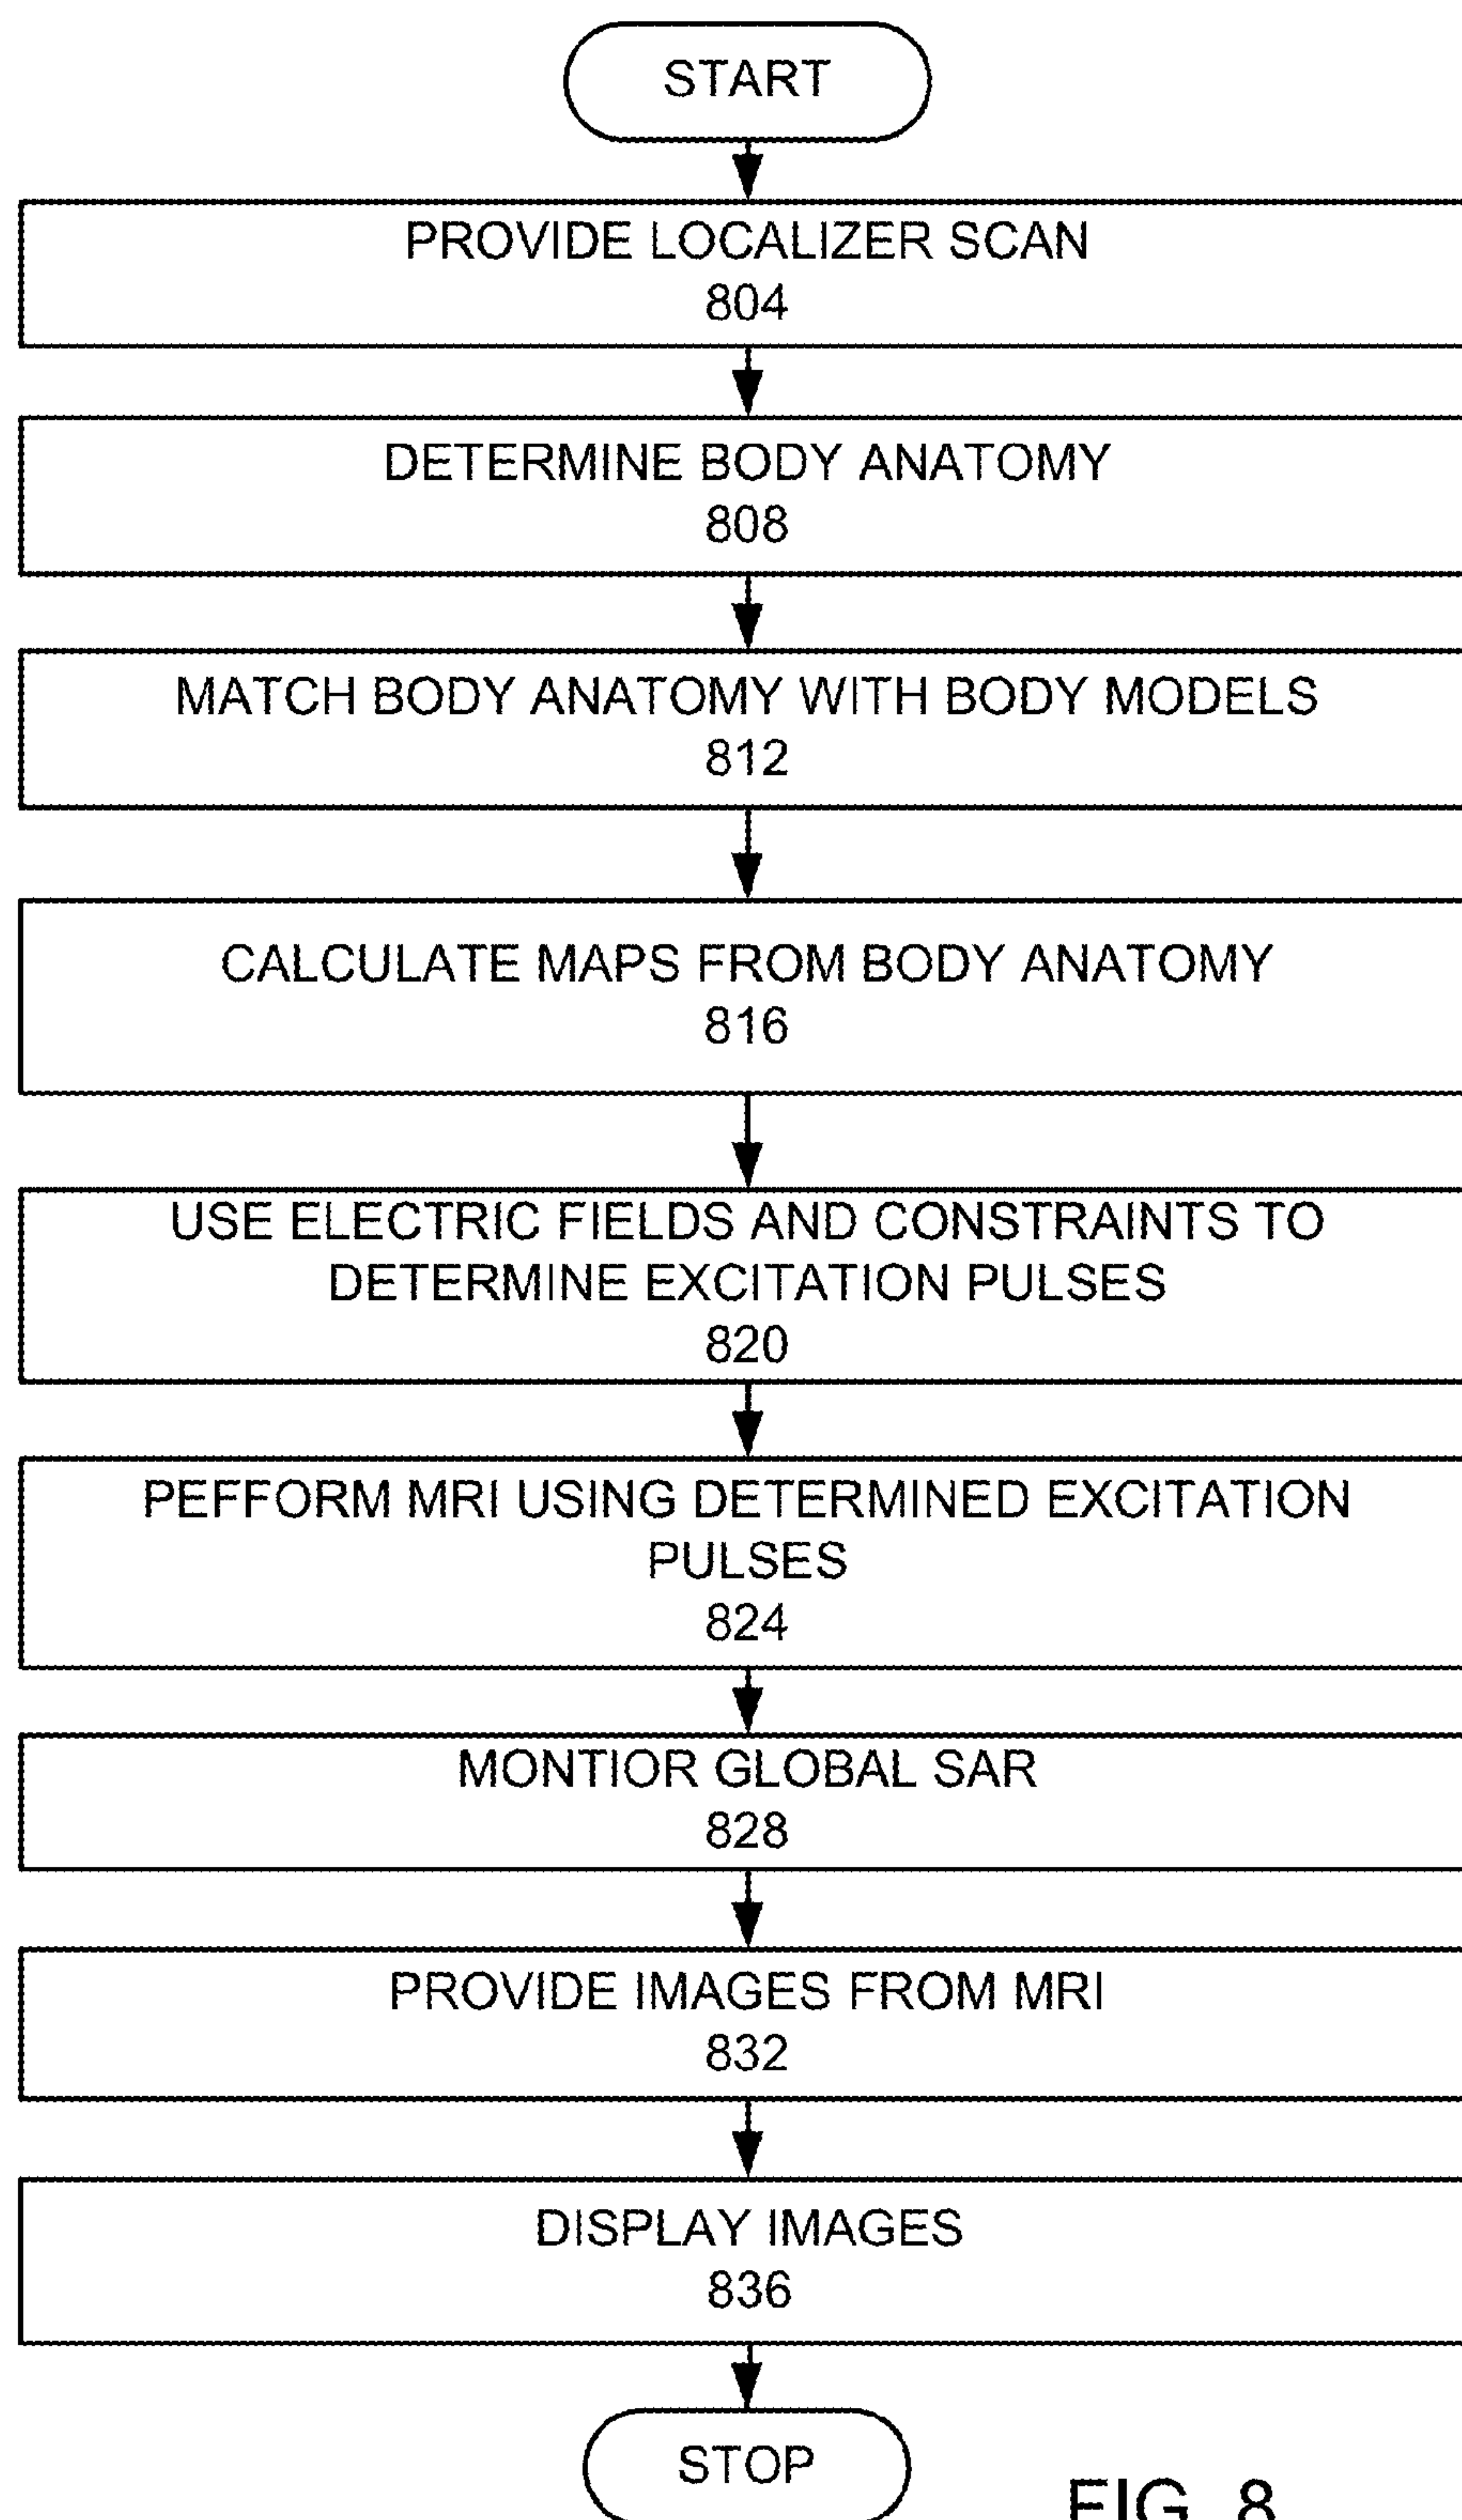 START
PROVIDE LOCALIZER SCAN
804
DETERMINE BODY ANATOMY
808
MATCH BODY ANATOMY WITH BODY MODELS
812
CALCULATE MAPS FROM BODY ANATOMY
816
USE ELECTRIC FIELDS AND CONSTRAINTS TO
DETERMINE EXCITATION PULSES
820
PEFFORM MRI USING DETERMINED EXCITATION
PULSES
824
MONTIOR GLOBAL SAR
828
PROVIDE IMAGES FROM MRI
832
DISPLAY IMAGES
836
STOP
FIG. 8